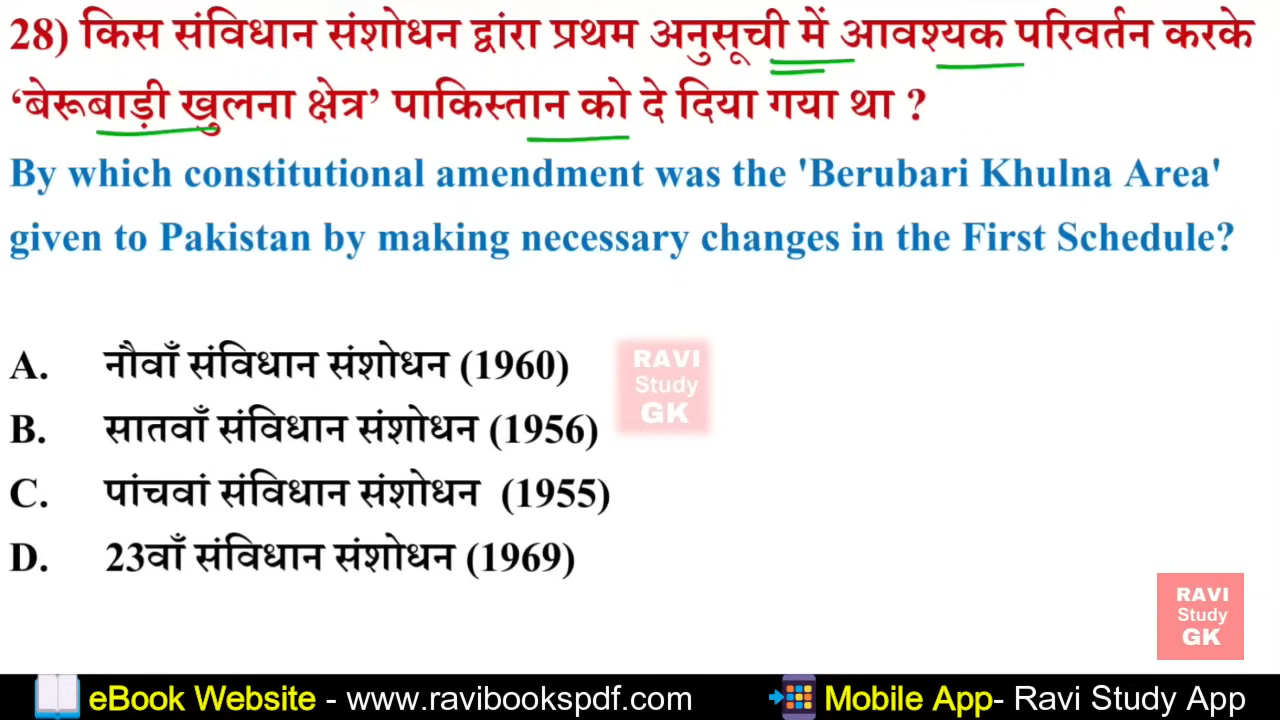 28) किस संविधान संशोधन द्वांरा प्रथम अनुसूची में आवश्यक परिवर्तन करके
‘बेरूबाड़ी खुलना क्षेत्र’ पाकिस्तान को दे दिया गया था ?
By which constitutional amendment was the 'Berubari Khulna Area'
given to Pakistan by making necessary changes in the First Schedule?
A. नौवाँ संविधान संशोधन (1960)
B. सातवाँ संविधान संशोधन (1956)
C. पांचवां संविधान संशोधन (1955)
D. 23वाँ संविधान संशोधन (1969)
RAVI
Study
GK
RAVI
Study
GK
eBook Website - www.ravibookspdf.com
Mobile App- Ravi Study App